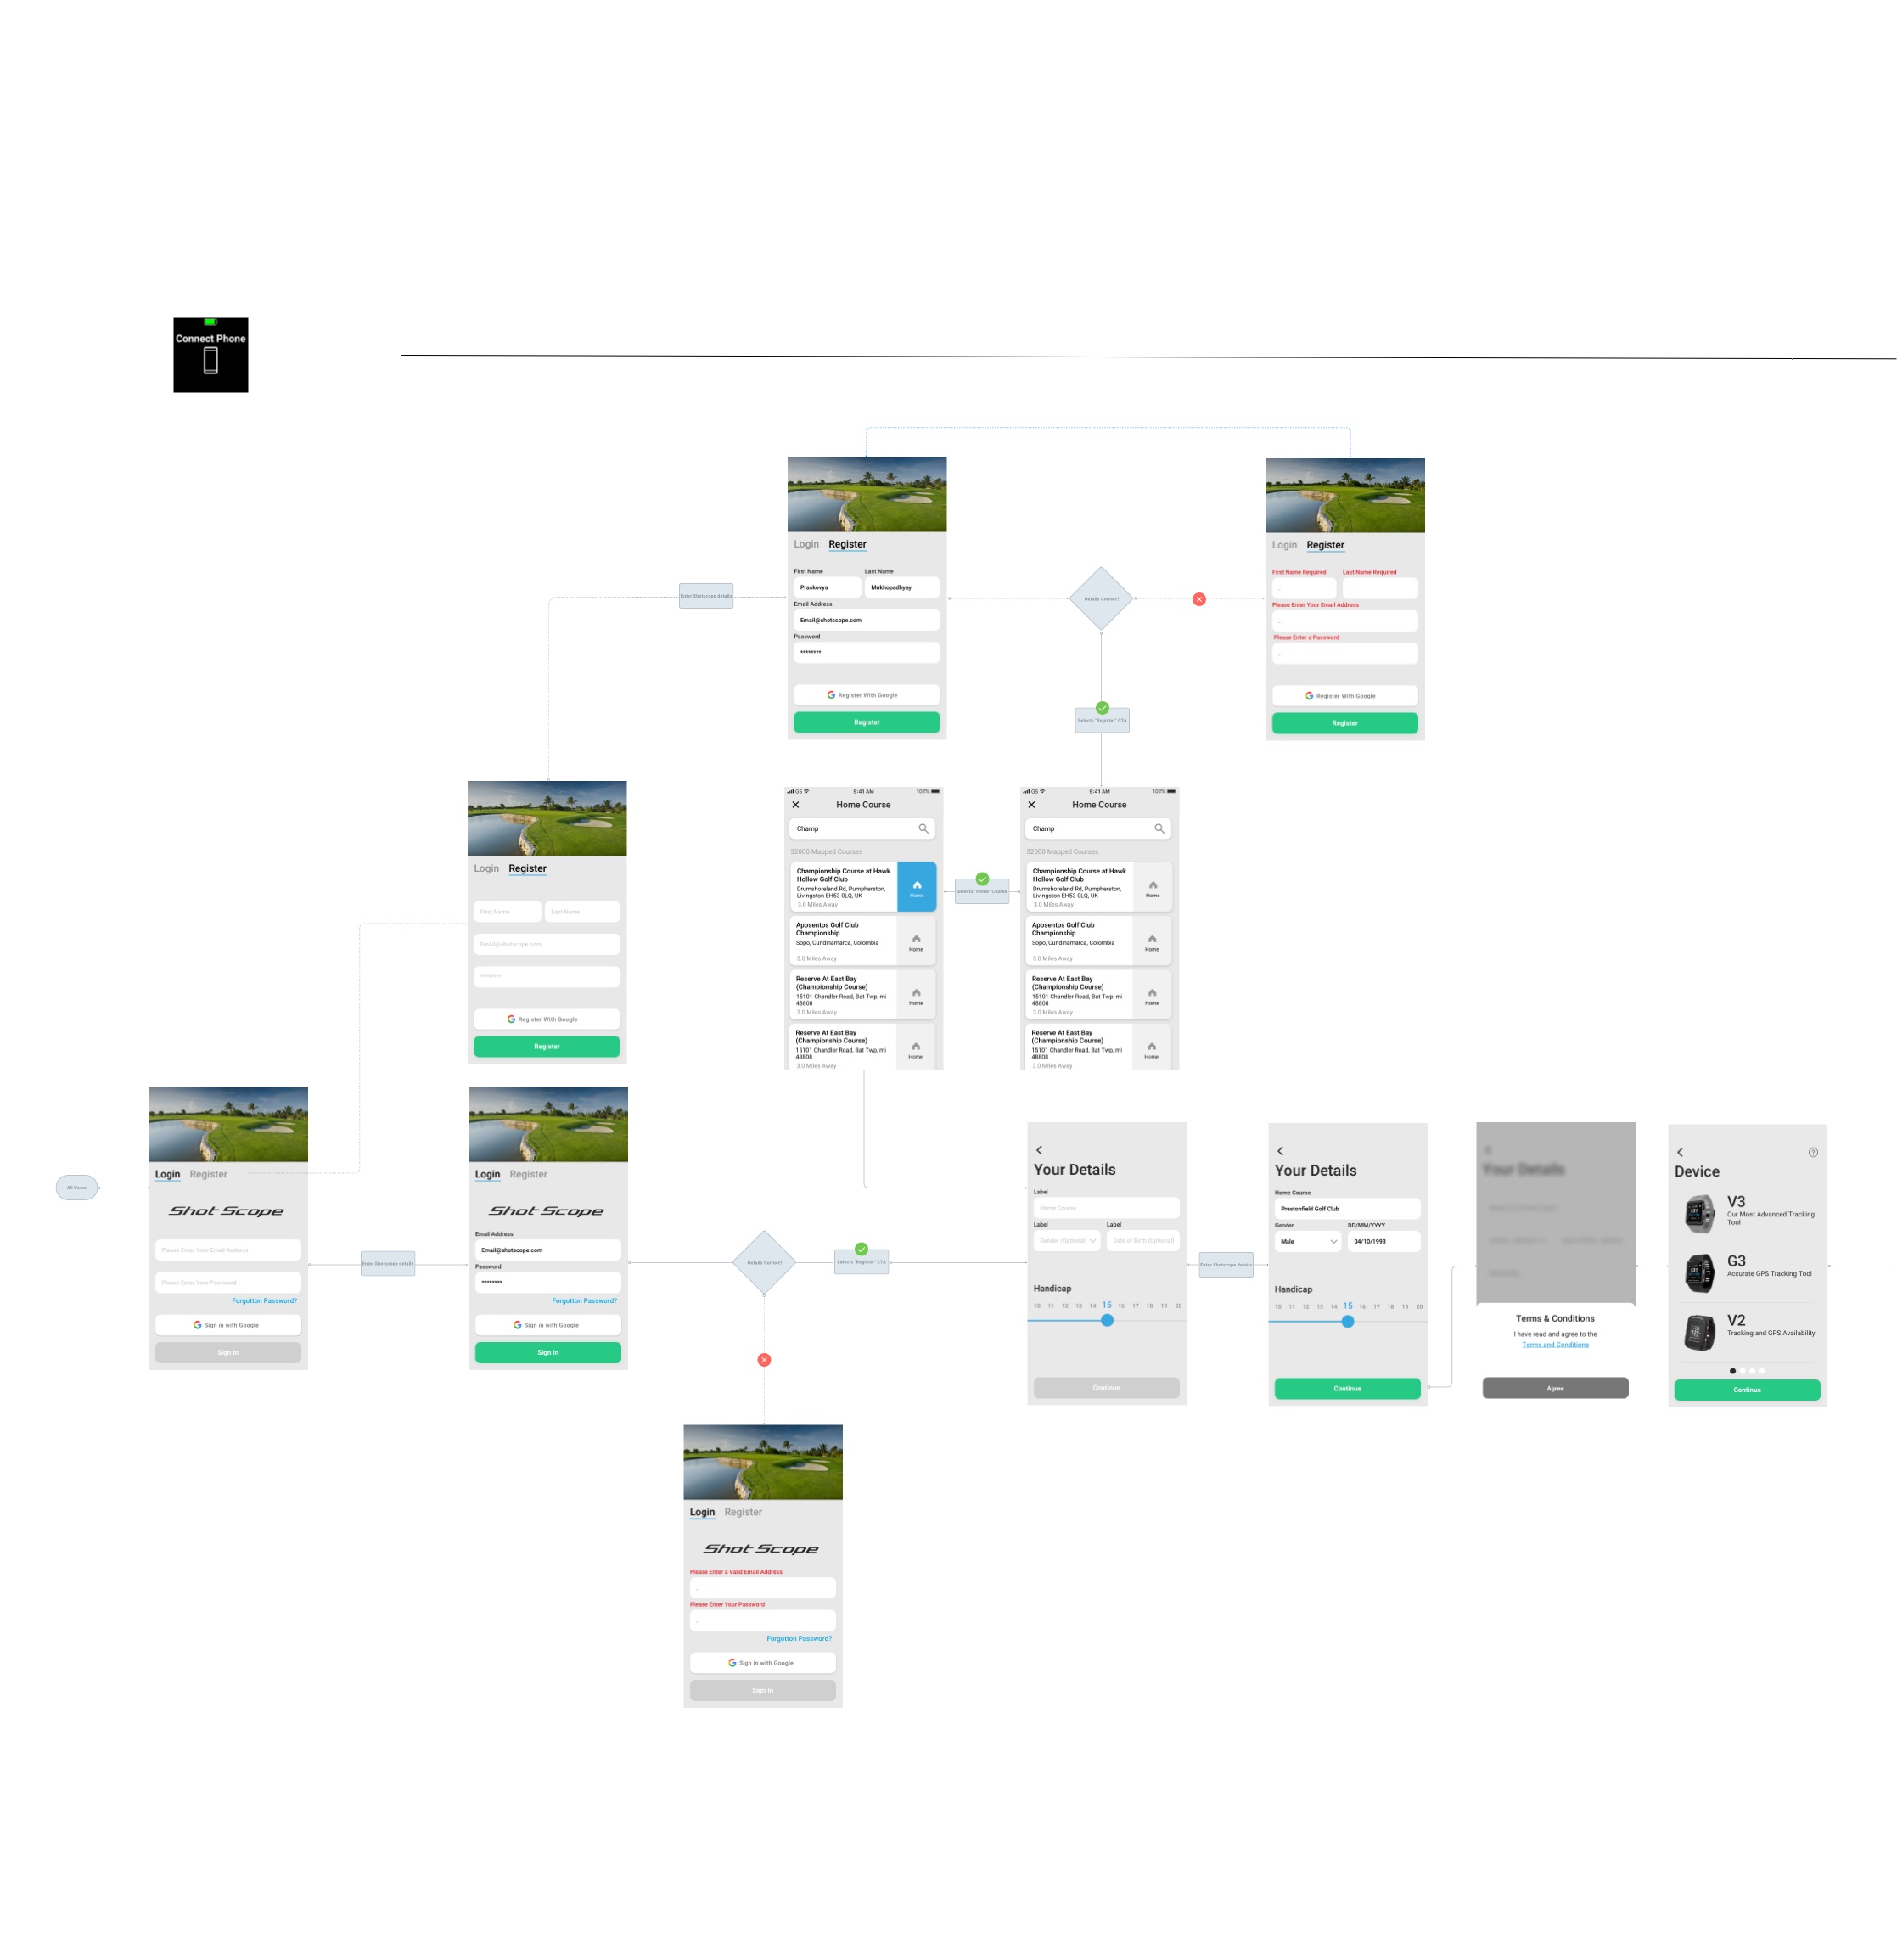 Connect Phone
Login Register
First Name Last Name
Praskovya Mukhopadhyay
Email Address
Email@shotscope.com
Password
********
Register With Google
Register
Enter Shotscope details
Details Correct?
Selects "Register" CTA
Login Register
First Name Required Last Name Required
Please Enter Your Email Address
Please Enter a Password
Register With Google
Register
Login Register
First Name Last Name
Email@shotscope.com
********
Register With Google
Register
GS 9:41 AM 100%
Home Course
Champ
32000 Mapped Courses
Championship Course at Hawk
Hollow Golf Club
Drumshoreland Rd, Pumpherston,
Livingston EH53 0LQ, UK
3.0 Miles Away
Home
Aposentos Golf Club
Championship
Sopo, Cundinamarca, Colombia
3.0 Miles Away
Home
Reserve At East Bay
(Championship Course)
15101 Chandler Road, Bat Twp, mi
48808
3.0 Miles Away
Home
Reserve At East Bay
(Championship Course)
15101 Chandler Road, Bat Twp, mi
48808
3.0 Miles Away
Home
Selects "Home" Course
GS 9:41 AM 100%
Home Course
Champ
32000 Mapped Courses
Championship Course at Hawk
Hollow Golf Club
Drumshoreland Rd, Pumpherston,
Livingston EH53 0LQ, UK
3.0 Miles Away
Home
Aposentos Golf Club
Championship
Sopo, Cundinamarca, Colombia
3.0 Miles Away
Home
Reserve At East Bay
(Championship Course)
15101 Chandler Road, Bat Twp, mi
48808
3.0 Miles Away
Home
Reserve At East Bay
(Championship Course)
15101 Chandler Road, Bat Twp, mi
48808
3.0 Miles Away
Home
All Users
Login Register
Shot Scope
Please Enter Your Email Address
Please Enter Your Password
Forgotton Password?
Sign in with Google
Sign In
Enter Shotscope details
Login Register
Shot Scope
Email Address
Email@shotscope.com
Password
********
Forgotton Password?
Sign in with Google
Sign In
Details Correct?
Selects "Register" CTA
Your Details
Label
Home Course
Label Label
Gender (Optional) Date of Birth (Optional)
Handicap
10 11 12 13 14 15 16 17 18 19 20
Continue
Enter Shotscope details
Your Details
Home Course
Prestonfield Golf Club
Gender DD/MM/YYYY
Male 04/10/1993
Handicap
10 11 12 13 14 15 16 17 18 19 20
Continue
Your Details
Terms & Conditions
I have read and agree to the
Terms and Conditions
Agree
Device
V3
Our Most Advanced Tracking
Tool
G3
Accurate GPS Tracking Tool
V2
Tracking and GPS Availability
Continue
Login Register
Shot Scope
Please Enter a Valid Email Address
Please Enter Your Password
Forgotton Password?
Sign in with Google
Sign In